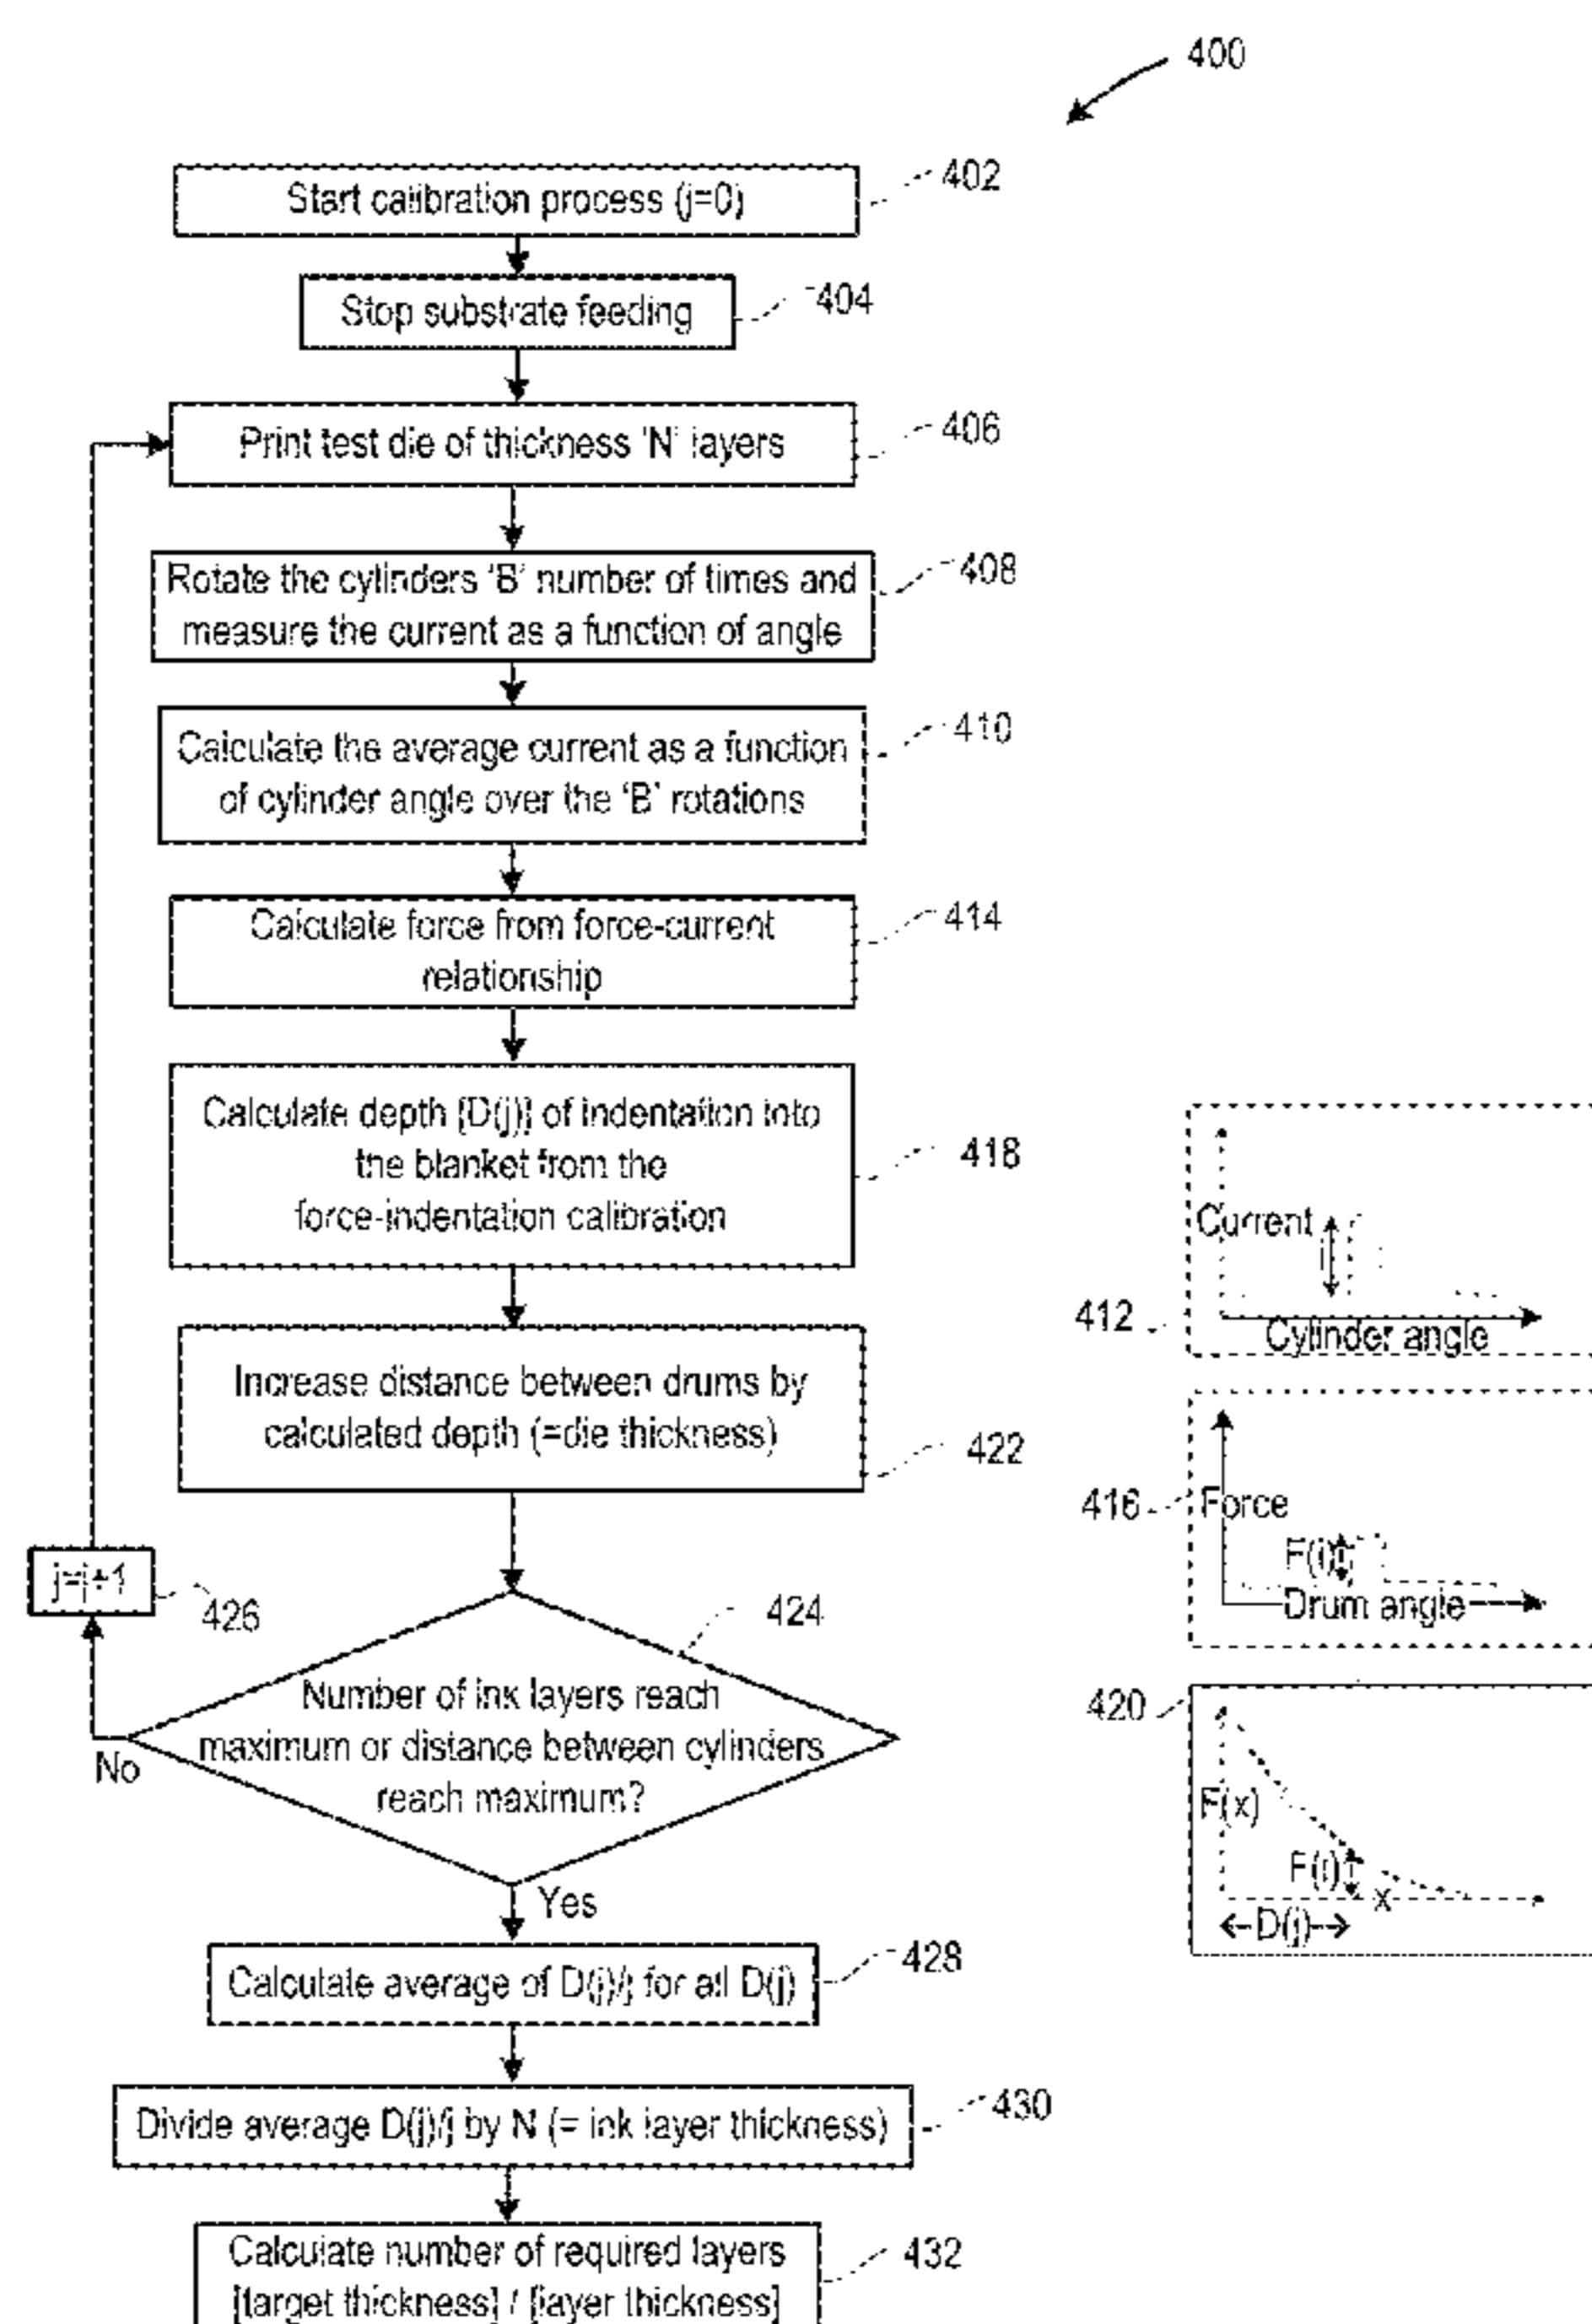 400
Start calibration process (j=0)
402
Stop substrate feeding
404
Print test die of thickness 'N' layers
406
Rotate the cylinders 'B' number of times and
measure the current as a function of angle
408
Calculate the average current as a function
of cylinder angle over the 'B' rotations
410
Calculate force from force-current
relationship
414
Calculate depth [D(j)] of indentation into
the blanket from the
force-indentation calibration
418
Increase distance between drums by
calculated depth (=die thickness)
422
j=j+1
426
424
Number of ink layers reach
maximum or distance between cylinders
reach maximum?
No
Yes
Calculate average of D(j)/j for all D(j)
428
Divide average D(j)/j by N (= ink layer thickness)
430
Calculate number of required layers
[target thickness] / [layer thickness]
432
Current
412
Cylinder angle
416
Force
F(i)
Drum angle
420
F(x)
F(i)
x
D(j)